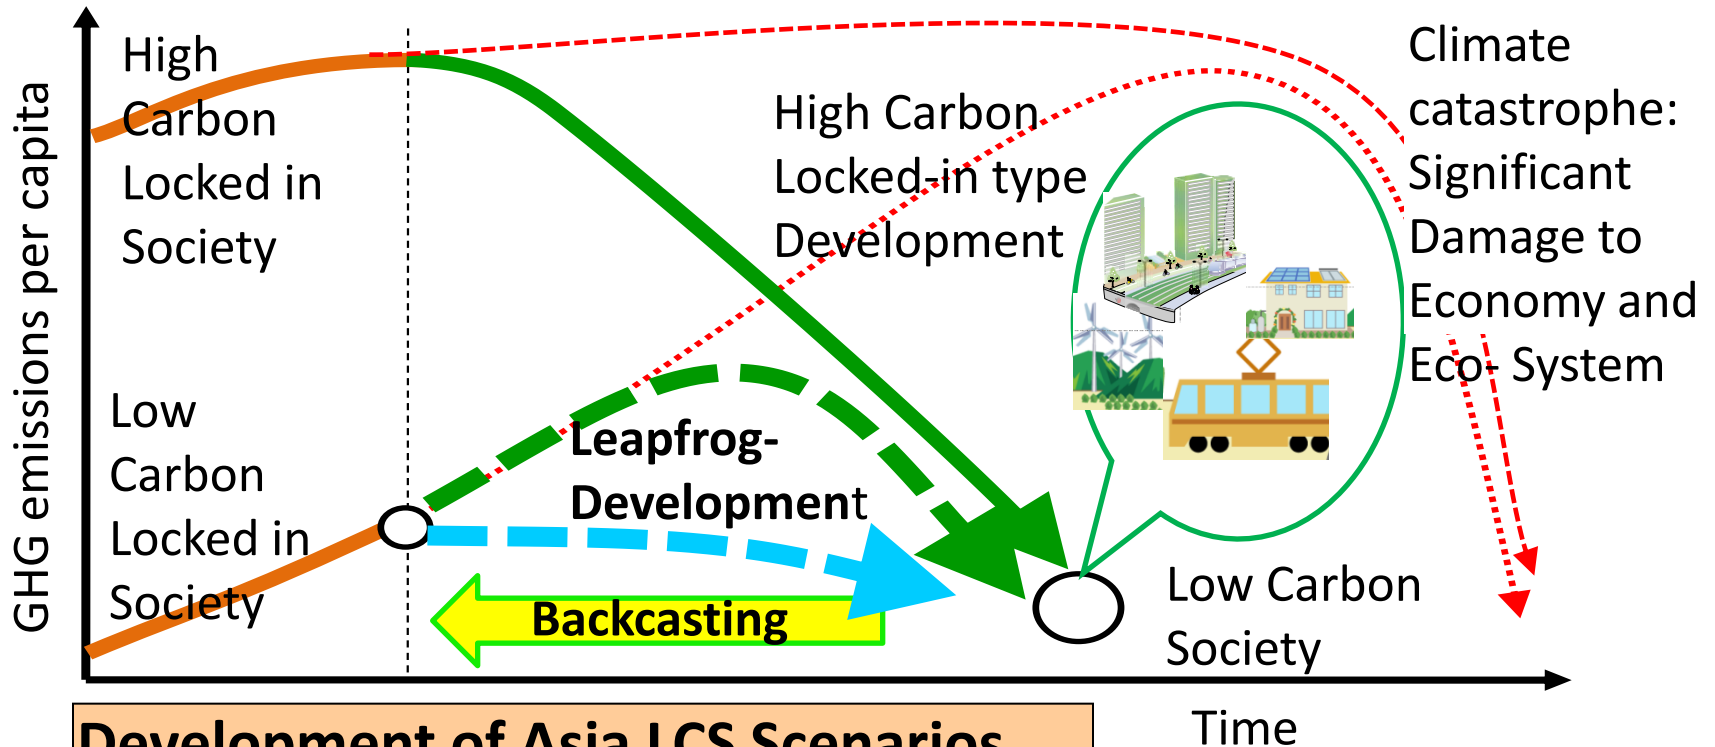 GHG emissions per capita
High
Carbon
Locked in
Society
High Carbon
Locked-in type
Development
Climate
catastrophe:
Significant
Damage to
Economy and
Eco- System
Low
Carbon
Locked in
Society
Leapfrog-
Development
Backcasting
Low Carbon
Society
Time
Development of Asia LCS Scenarios